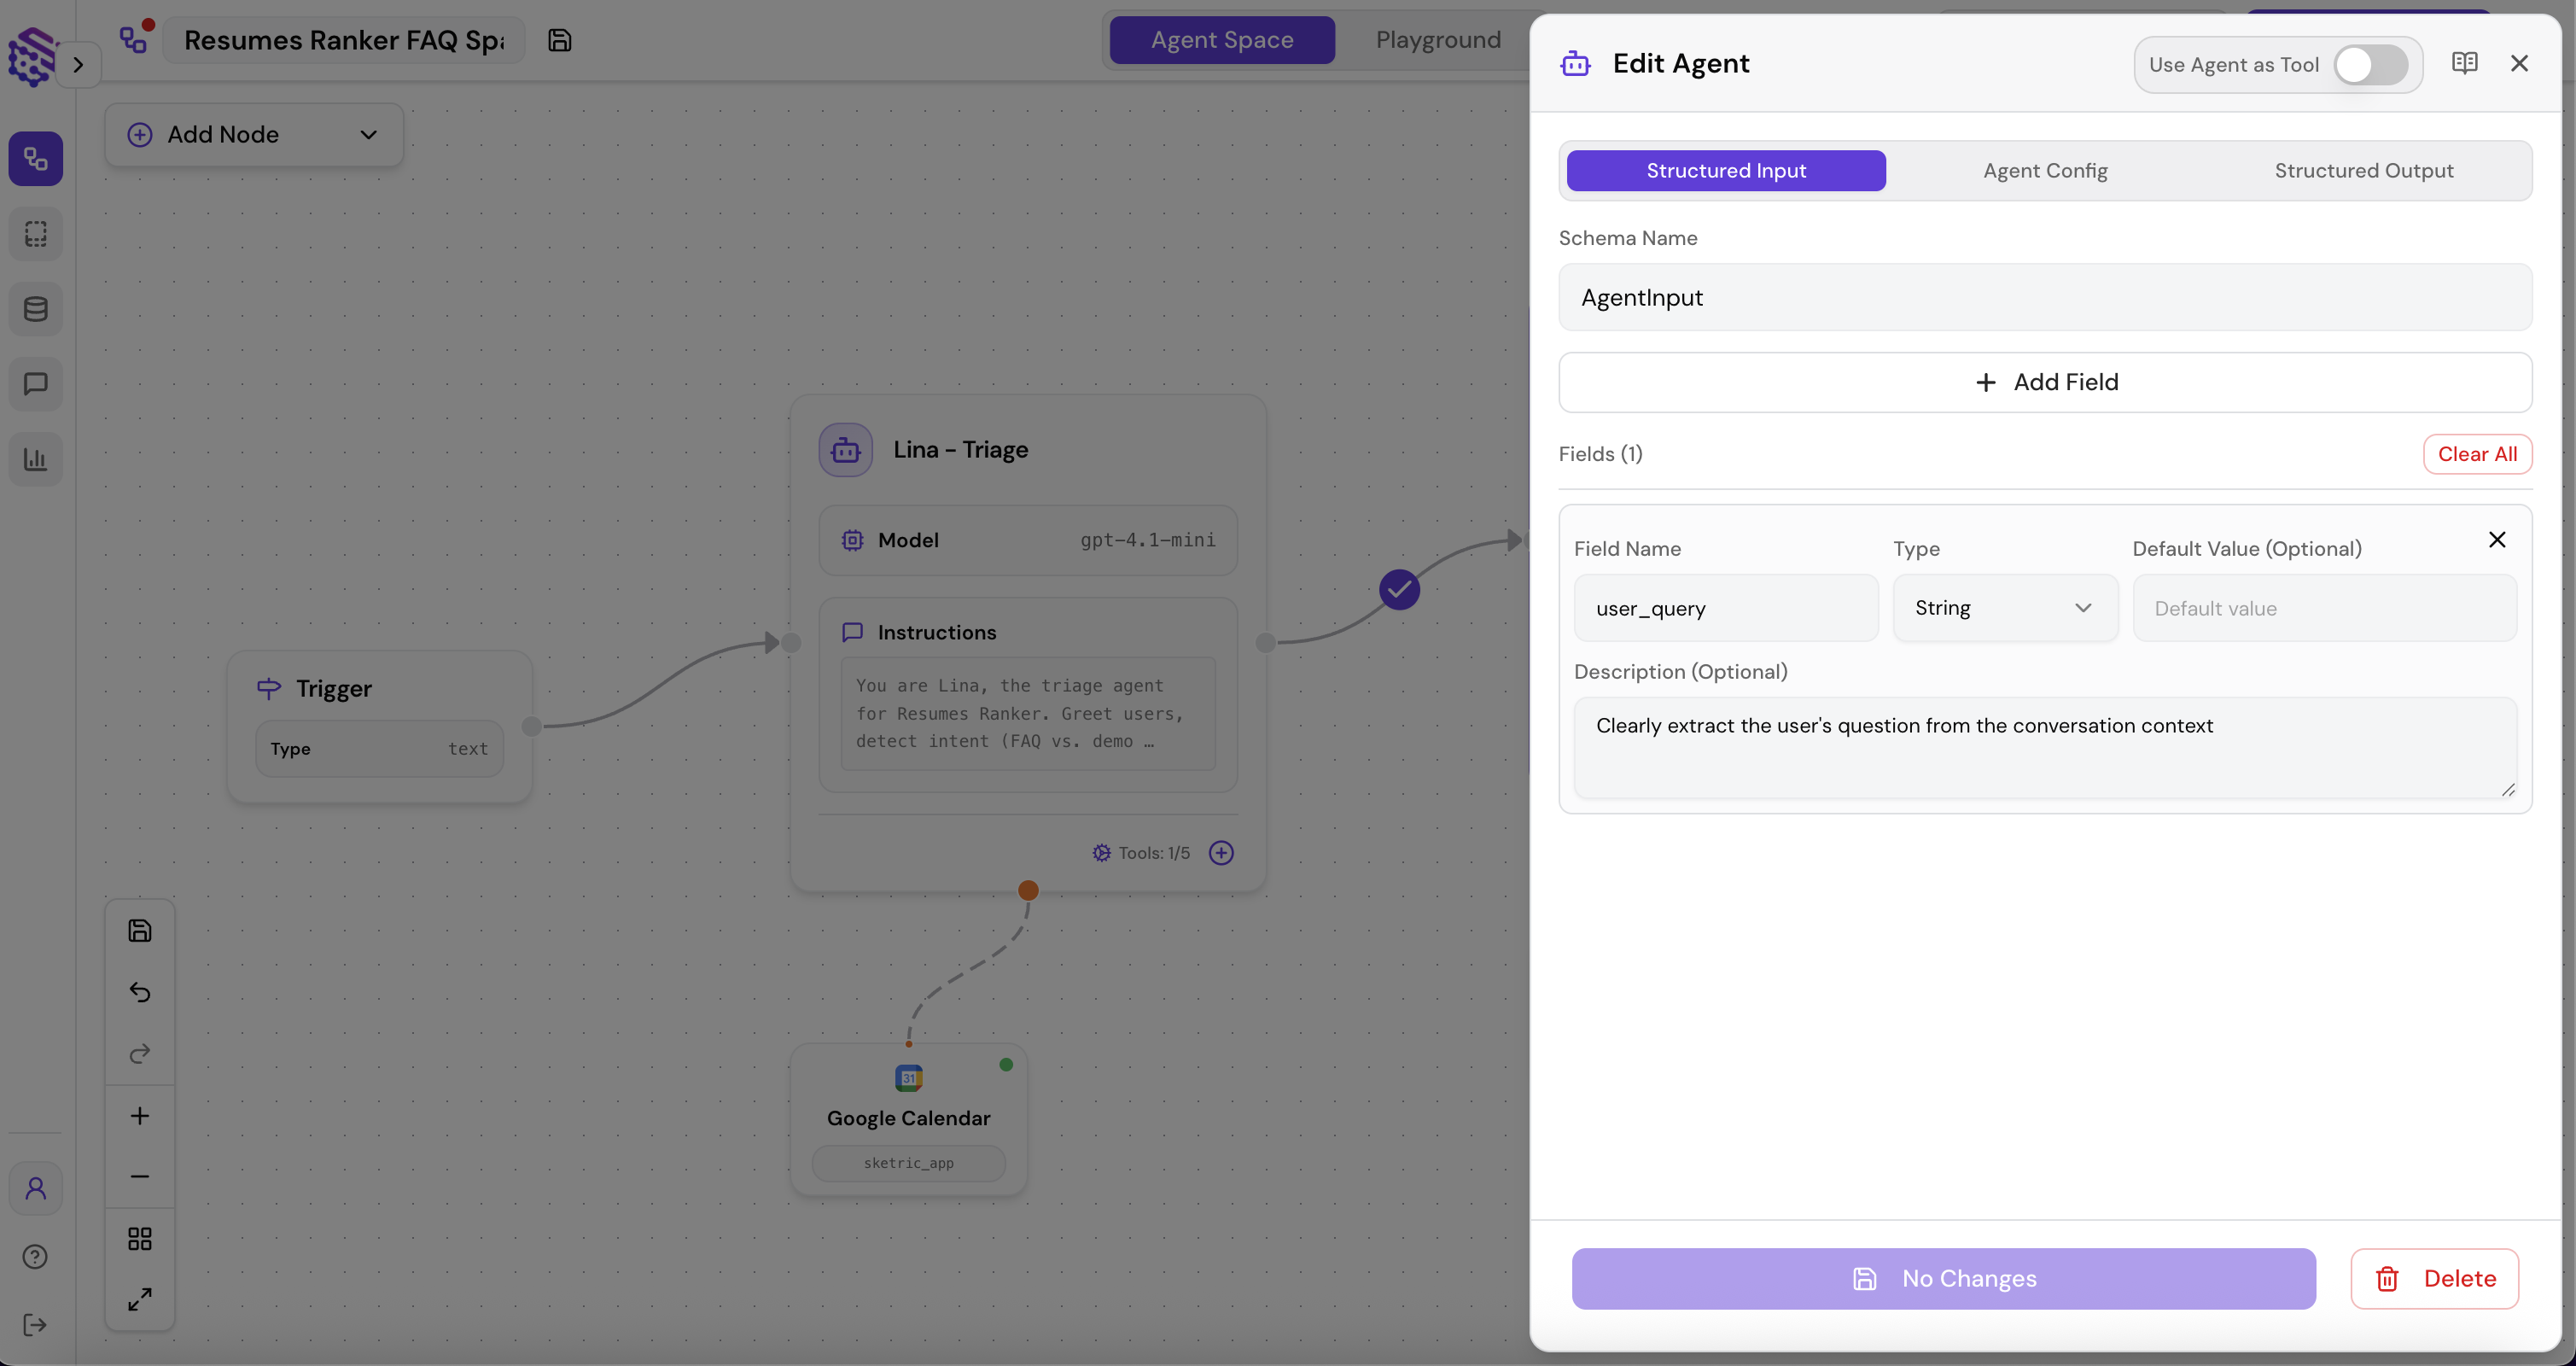 Resumes Ranker FAQ Spa
Agent Space
Playground
Add Node
Trigger
Type
text
Lina - Triage
Model
gpt-4.1-mini
Instructions
You are Lina, the triage agent
for Resumes Ranker. Greet users,
detect intent (FAQ vs. demo …
Tools: 1/5
31
Google Calendar
sketric_app
Edit Agent
Use Agent as Tool
Structured Input
Agent Config
Structured Output
Schema Name
AgentInput
Add Field
Fields (1)
Clear All
Field Name
Type
Default Value (Optional)
user_query
String
Default value
Description (Optional)
Clearly extract the user's question from the conversation context
No Changes
Delete